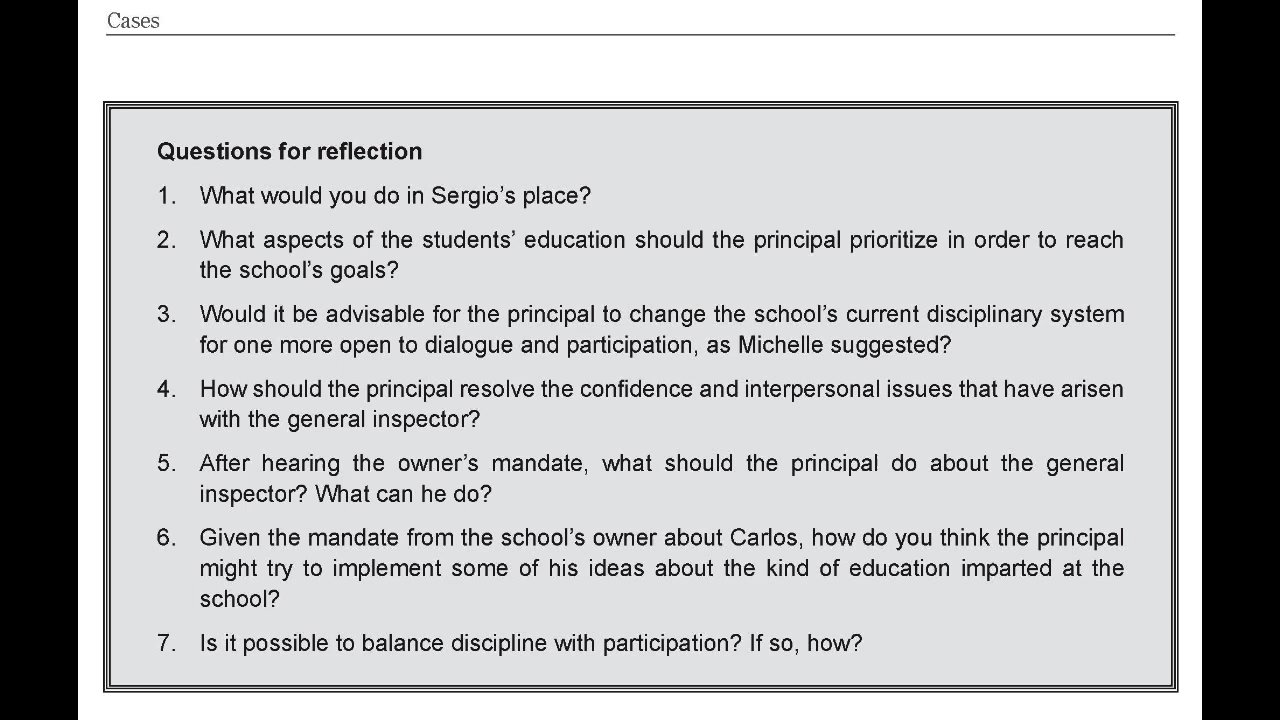 Cases
Questions for reflection
1. What would you do in Sergio's place?
2. What aspects of the students' education should the principal prioritize in order to reach
the school's goals?
3. Would it be advisable for the principal to change the school's current disciplinary system
for one more open to dialogue and participation, as Michelle suggested?
4. How should the principal resolve the confidence and interpersonal issues that have arisen
with the general inspector?
5. After hearing the owner's mandate, what should the principal do about the general
inspector? What can he do?
6. Given the mandate from the school's owner about Carlos, how do you think the principal
might try to implement some of his ideas about the kind of education imparted at the
school?
7. Is it possible to balance discipline with participation? If so, how?